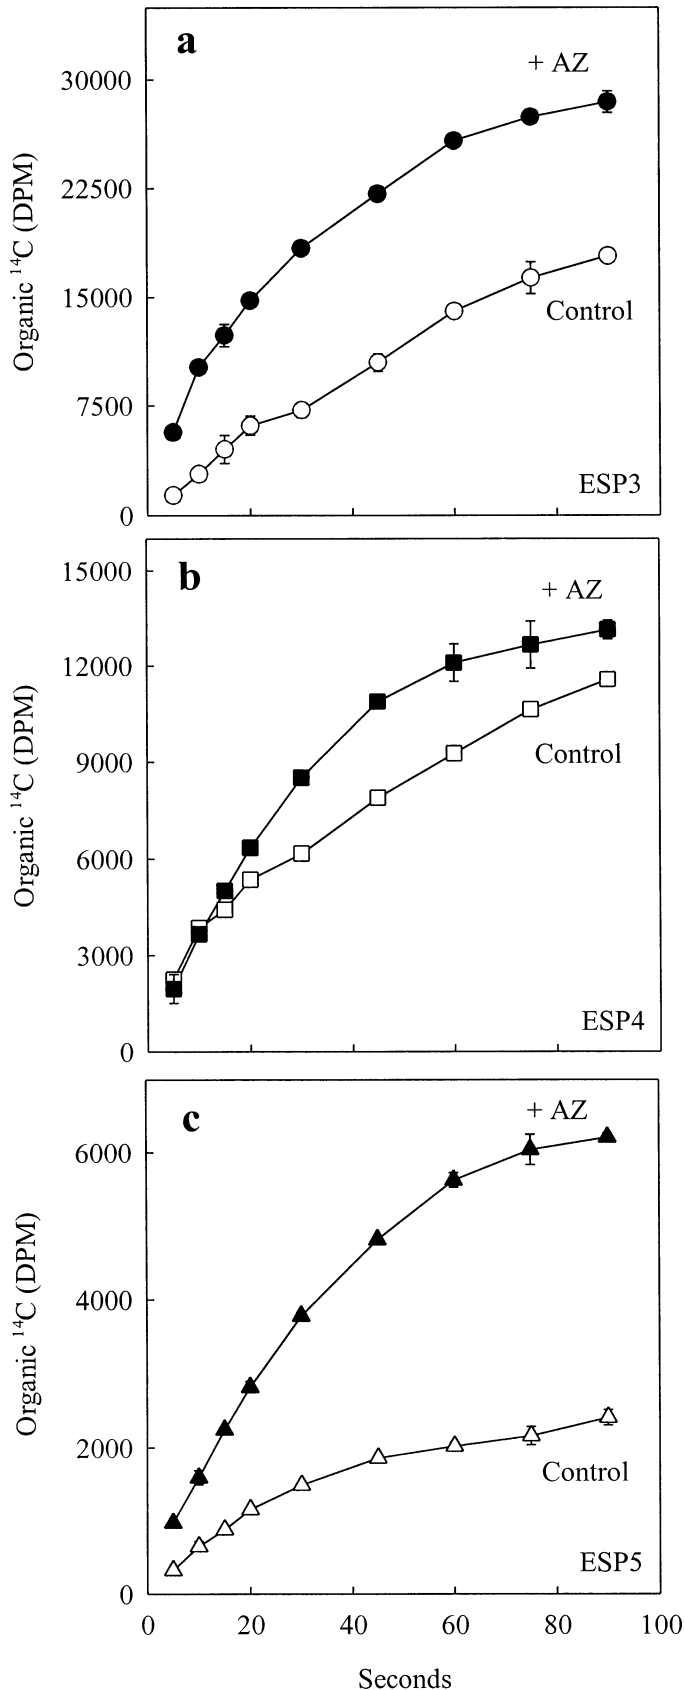 a
+ AZ
30000
22500
15000
7500
0
Organic ¹⁴C (DPM)
Control
ESP3
b
+ AZ
15000
12000
9000
6000
3000
0
Organic ¹⁴C (DPM)
Control
ESP4
c
+ AZ
6000
4000
2000
0
Organic ¹⁴C (DPM)
Control
ESP5
0 20 40 60 80 100
Seconds